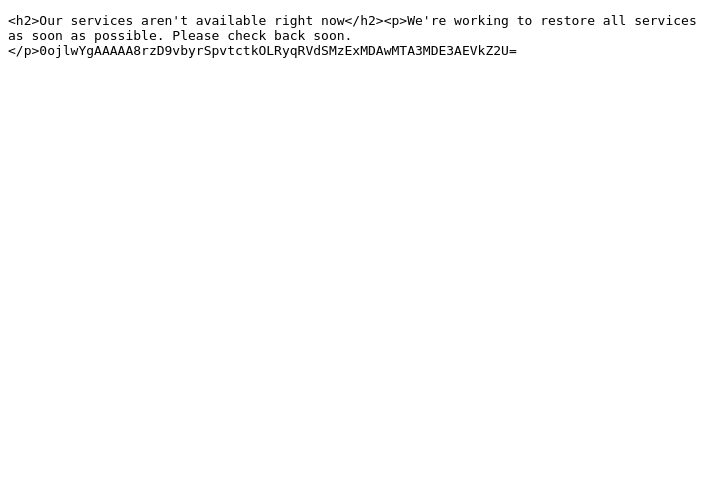 <h2>Our services aren't available right now</h2><p>We're working to restore all services
as soon as possible. Please check back soon.
</p>0ojlwYgAAAAA8rzD9vbyrSpvtctkOLRyqRVdSMzExMDAwMTA3MDE3AEVkZ2U=